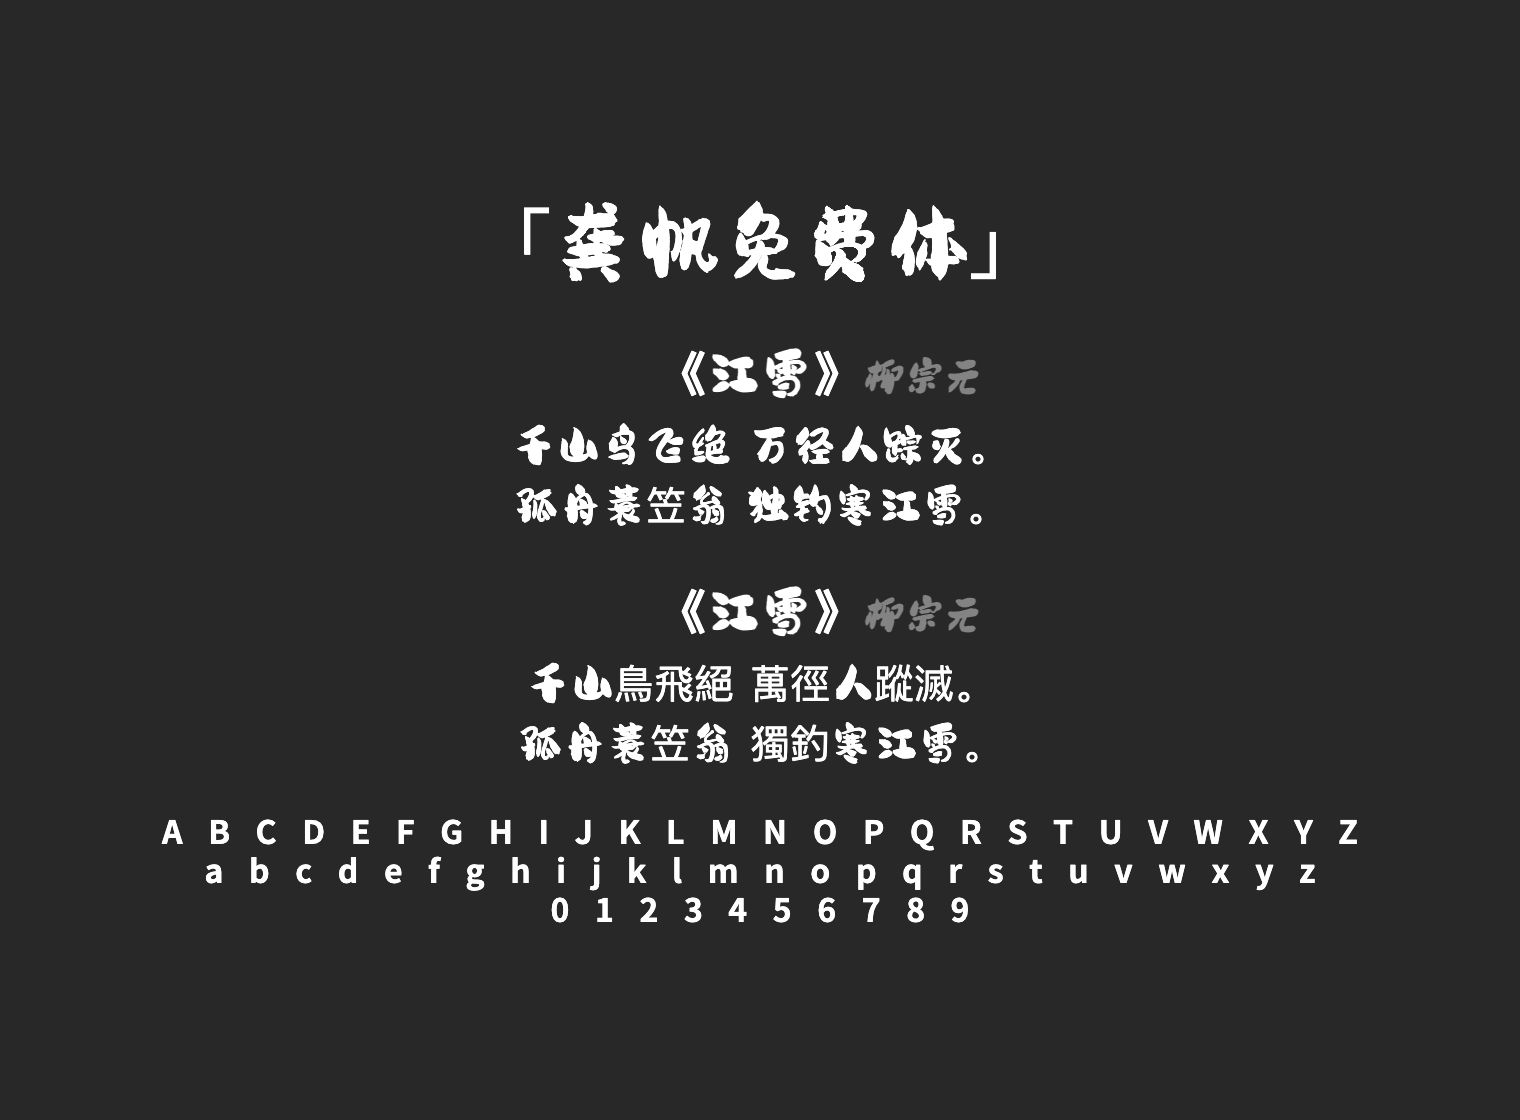 「龚帆免费体」
《江雪》柳宗元
千山鸟飞绝 万径人踪灭。
孤舟蓑笠翁 独钓寒江雪。
《江雪》柳宗元
千山鳥飛絕 萬徑人蹤滅。
孤舟蓑笠翁 獨釣寒江雪。
A B C D E F G H I J K L M N O P Q R S T U V W X Y Z
a b c d e f g h i j k l m n o p q r s t u v w x y z
0 1 2 3 4 5 6 7 8 9